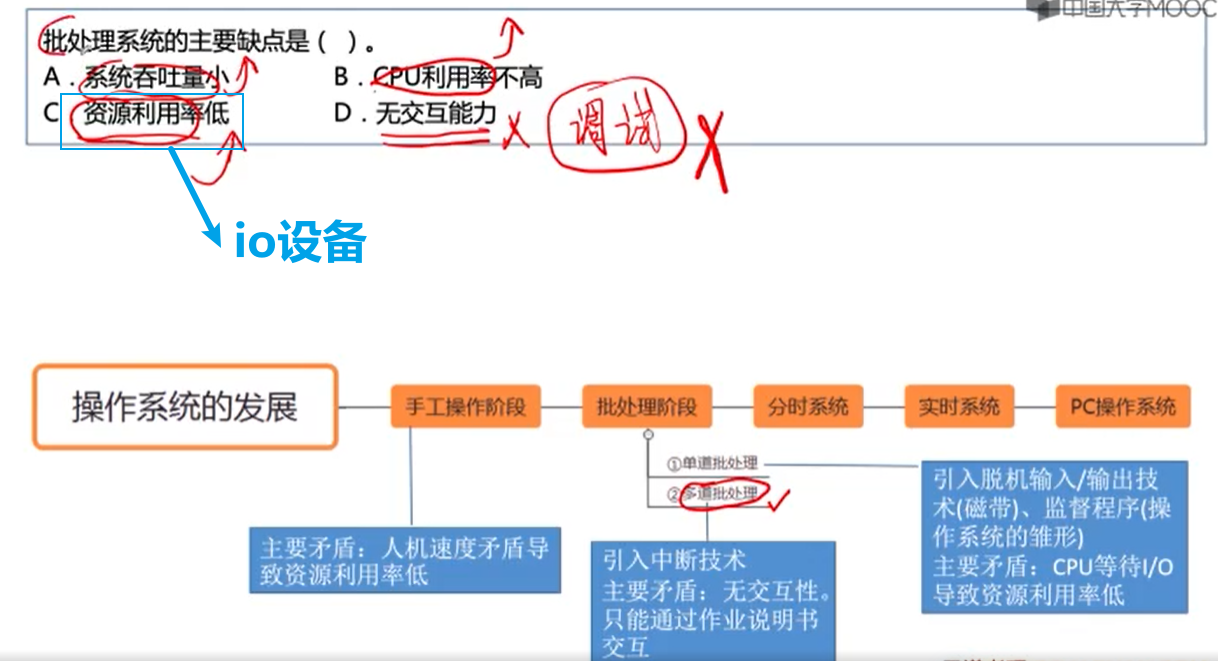 中国大学MOOC
批处理系统的主要缺点是（ ）。
A．系统吞吐量小 B．CPU利用率不高
C 资源利用率低 D．无交互能力
调试
io设备
操作系统的发展
手工操作阶段
批处理阶段
分时系统
实时系统
PC操作系统
①单道批处理
②多道批处理
引入脱机输入/输出技
术(磁带)、监督程序(操
作系统的雏形)
主要矛盾：CPU等待I/O
导致资源利用率低
主要矛盾：人机速度矛盾导
致资源利用率低
引入中断技术
主要矛盾：无交互性。
只能通过作业说明书
交互